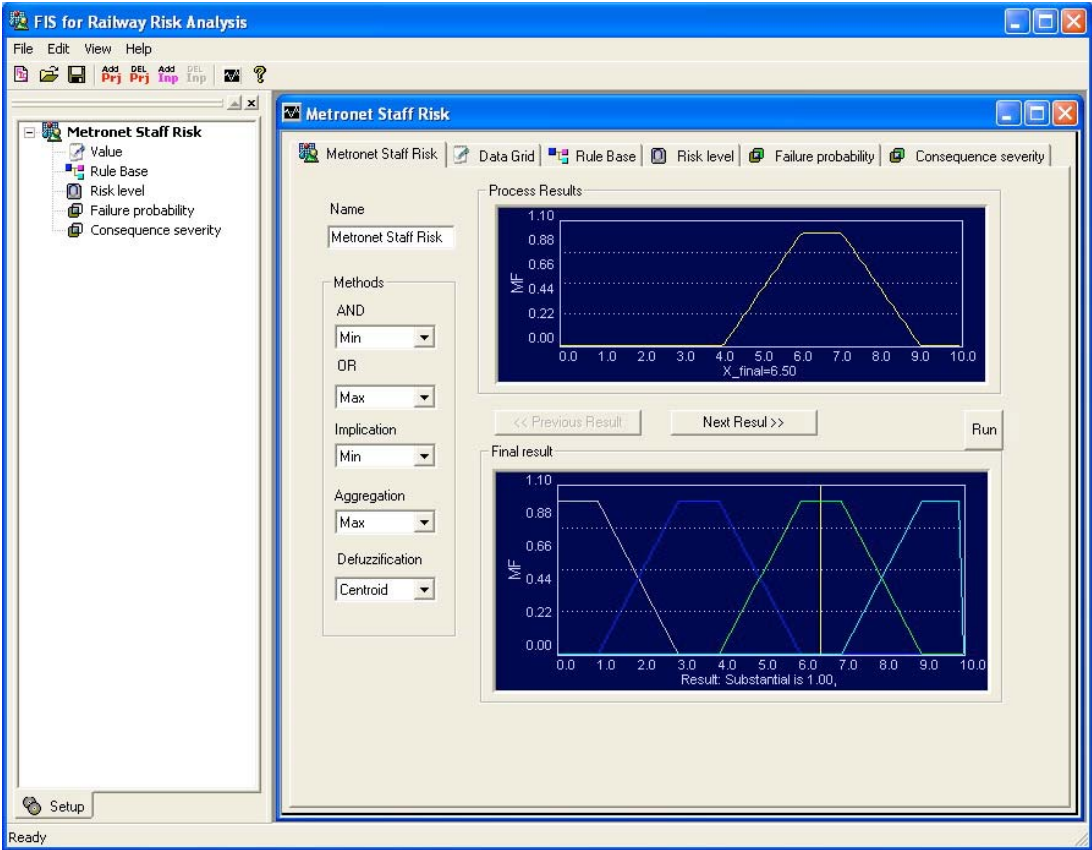 FIS for Railway Risk Analysis
File Edit View Help
Add Prj DEL Prj Add Inp DEL Inp
Metronet Staff Risk
Value
Rule Base
Risk level
Failure probability
Consequence severity
Setup
Ready
Metronet Staff Risk
Metronet Staff Risk Data Grid Rule Base Risk level Failure probability Consequence severity
Name
Metronet Staff Risk
Methods
AND
Min
OR
Max
Implication
Min
Aggregation
Max
Defuzzification
Centroid
Process Results
MF
1.10
0.88
0.66
0.44
0.22
0.00
0.0 1.0 2.0 3.0 4.0 5.0 6.0 7.0 8.0 9.0 10.0
X_final=6.50
<< Previous Result Next Resul >> Run
Final result
MF
1.10
0.88
0.66
0.44
0.22
0.00
0.0 1.0 2.0 3.0 4.0 5.0 6.0 7.0 8.0 9.0 10.0
Result: Substantial is 1.00,